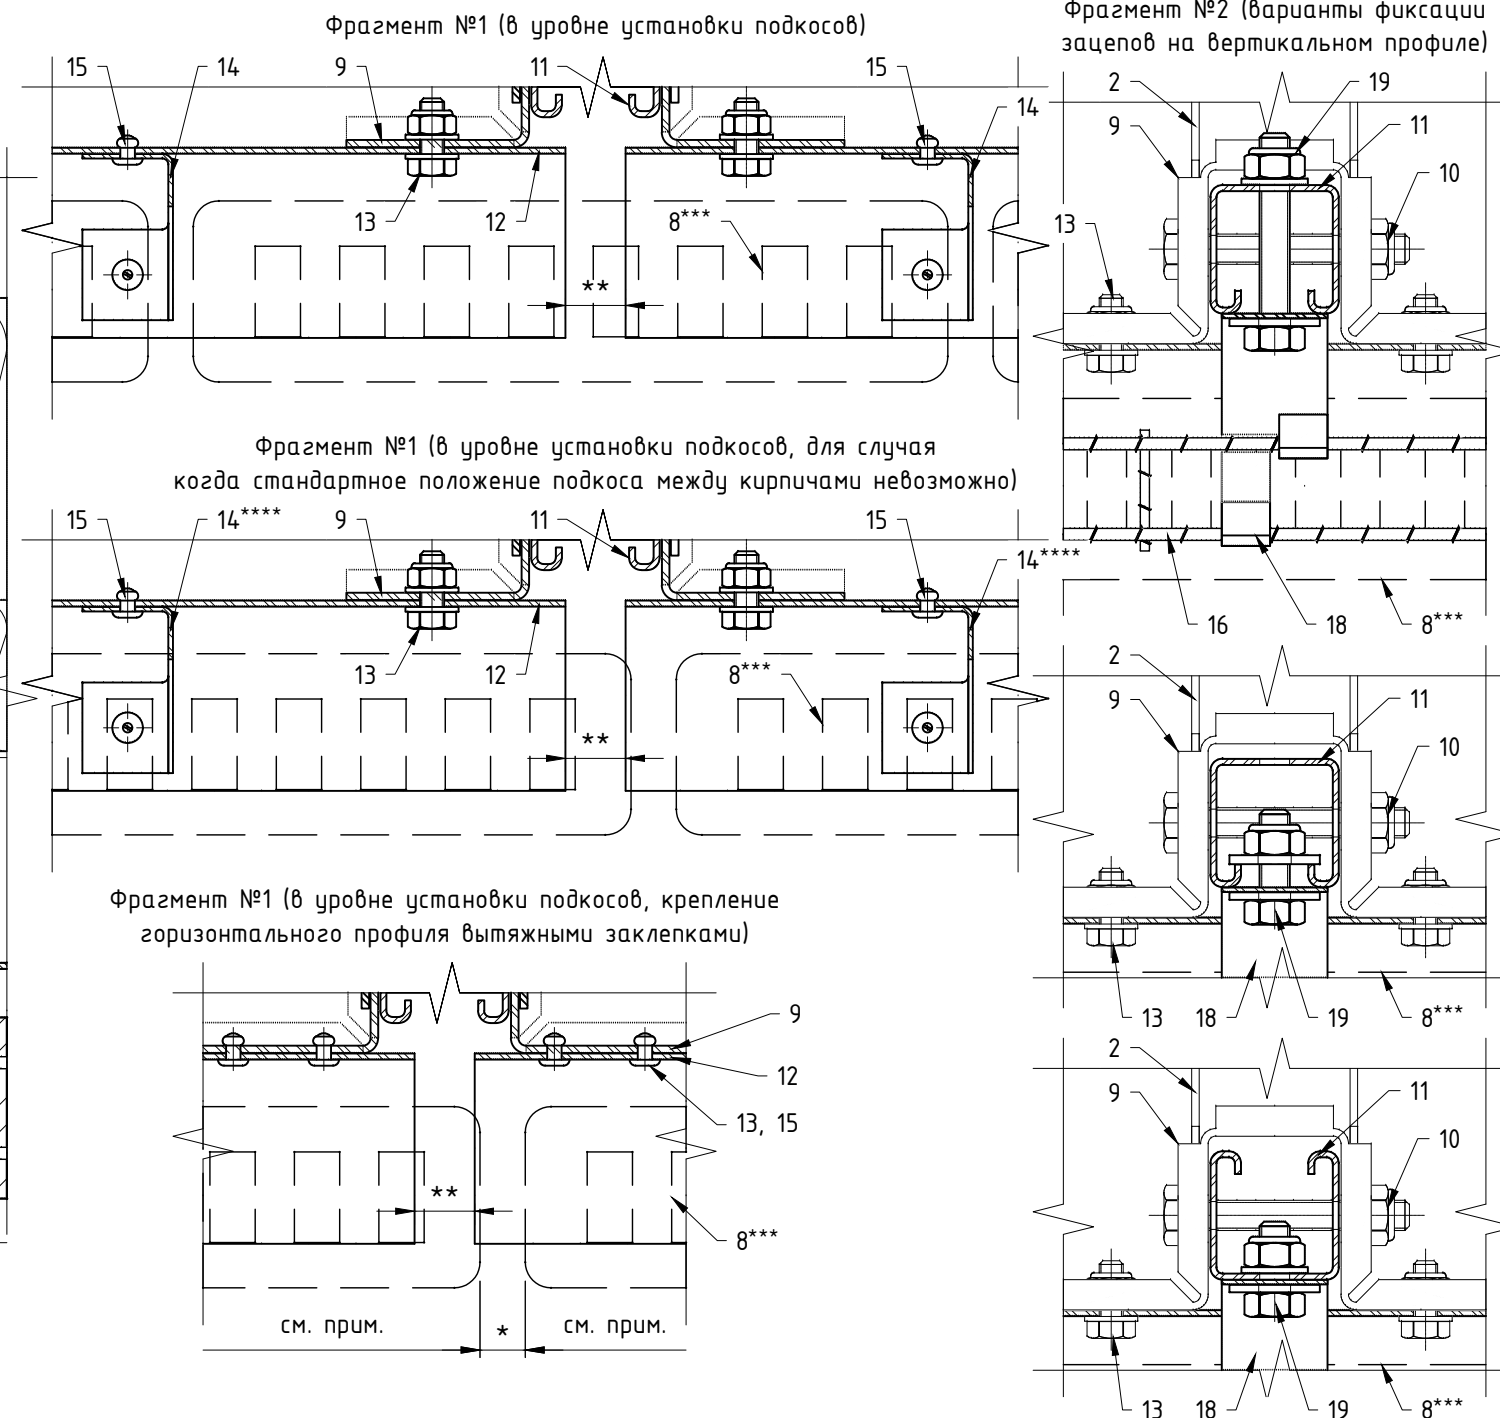 Фрагмент №1 (в уровне установки подкосов)
15 14 9 11 15
14
13 12 8***
**
Фрагмент №1 (в уровне установки подкосов, для случая
когда стандартное положение подкоса между кирпичами невозможно)
15 14**** 9 11 15
14****
13 12 8***
**
Фрагмент №1 (в уровне установки подкосов, крепление
горизонтального профиля вытяжными заклепками)
9
12
13, 15
**
8***
см. прим. * см. прим.
Фрагмент №2 (варианты фиксации
зацепов на вертикальном профиле)
2 19
9 11
10
13
16 18 8***
2
9 11
10
13 18 19 8***
2
9 11
10
13 18 19 8***